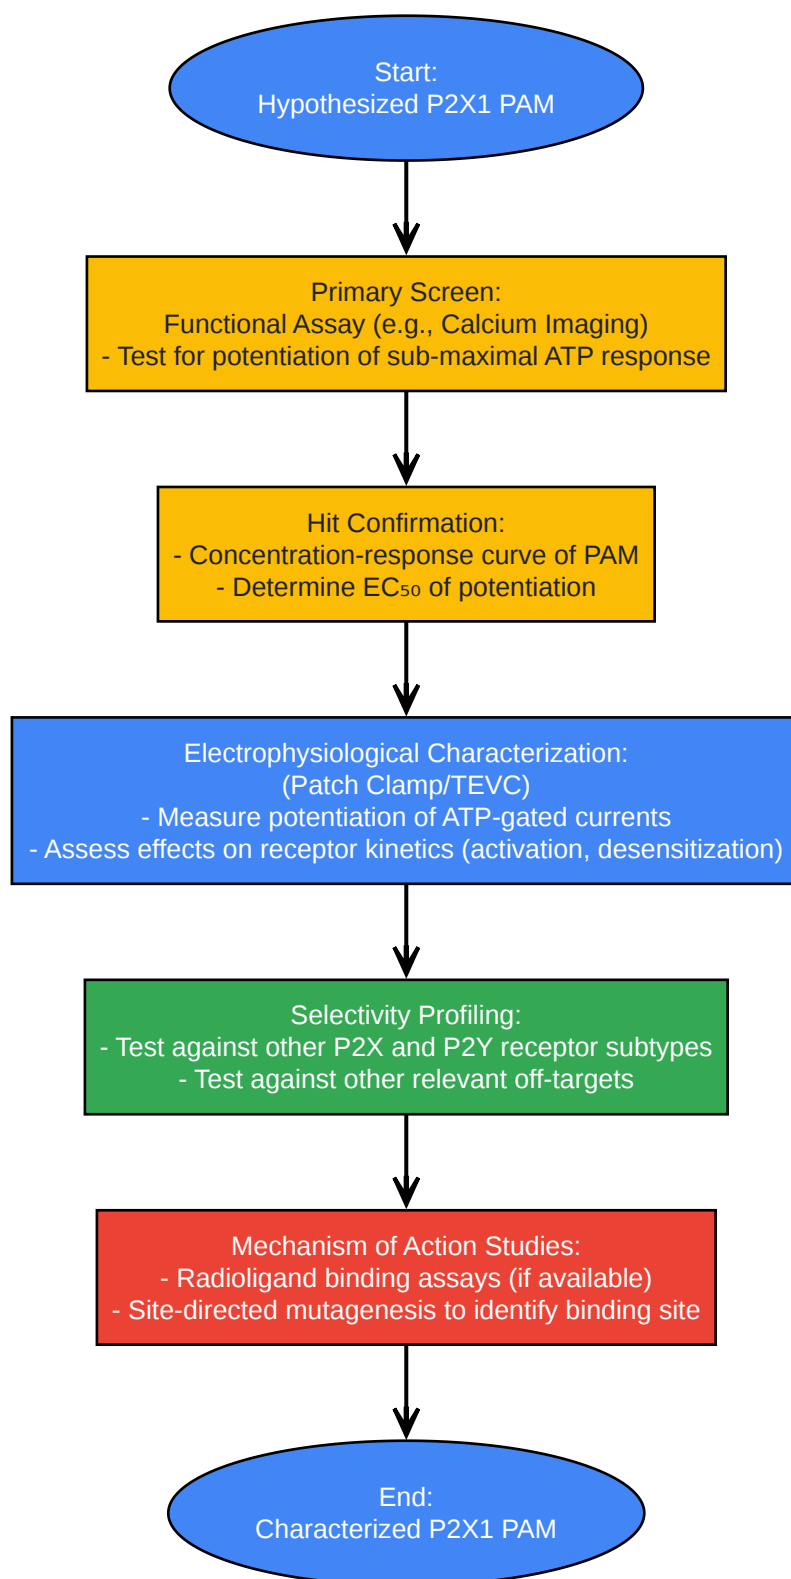 Start:
Hypothesized P2X1 PAM
Primary Screen:
Functional Assay (e.g., Calcium Imaging)
- Test for potentiation of sub-maximal ATP response
Hit Confirmation:
- Concentration-response curve of PAM
- Determine EC₅₀ of potentiation
Electrophysiological Characterization:
(Patch Clamp/TEVC)
- Measure potentiation of ATP-gated currents
- Assess effects on receptor kinetics (activation, desensitization)
Selectivity Profiling:
- Test against other P2X and P2Y receptor subtypes
- Test against other relevant off-targets
Mechanism of Action Studies:
- Radioligand binding assays (if available)
- Site-directed mutagenesis to identify binding site
End:
Characterized P2X1 PAM